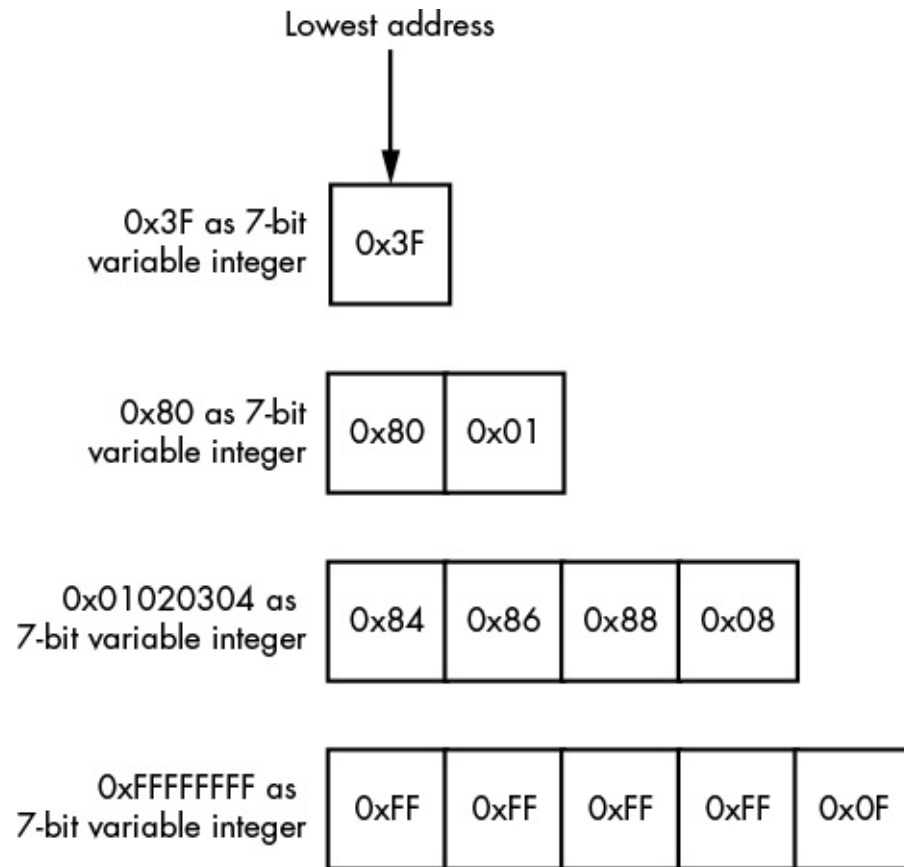 Lowest address
0x3F as 7-bit
variable integer
0x3F
0x80 as 7-bit
variable integer
0x80 0x01
0x01020304 as
7-bit variable integer
0x84 0x86 0x88 0x08
0xFFFFFFFF as
7-bit variable integer
0xFF 0xFF 0xFF 0xFF 0x0F